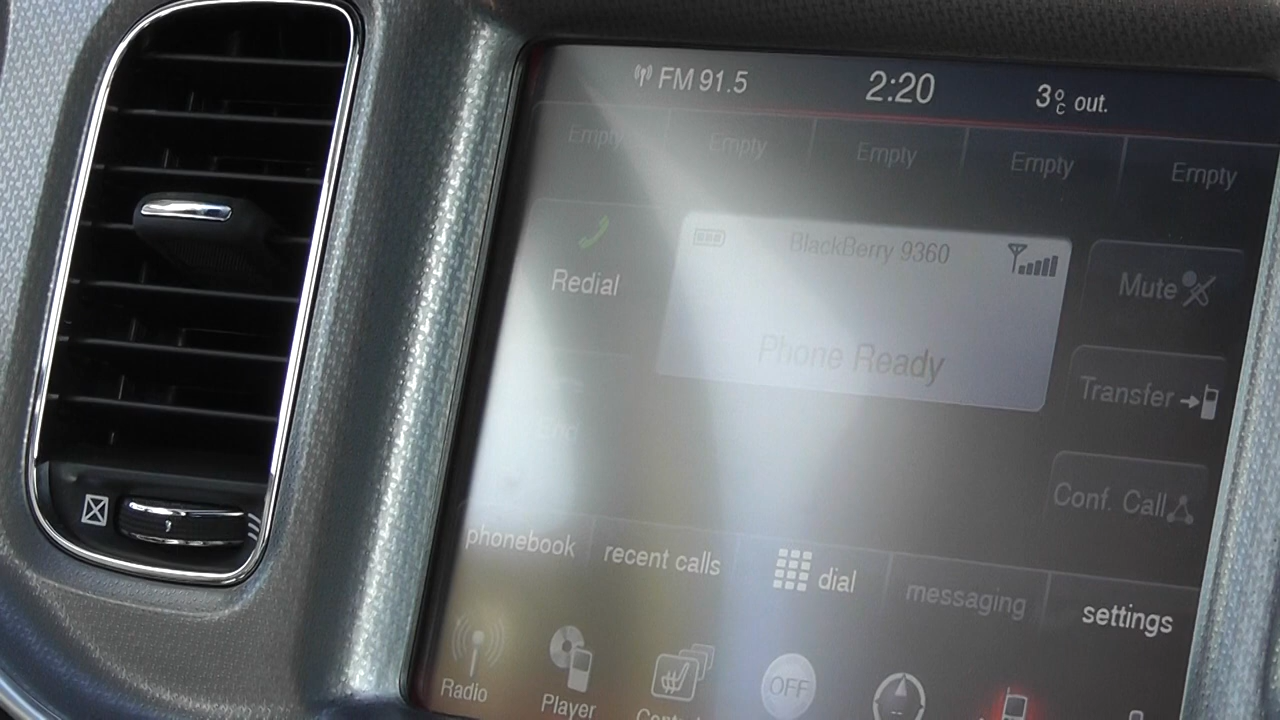 FM 91.5 2:20 3°C out.
Empty Empty Empty Empty Empty
BlackBerry 9360
Redial
Mute
Phone Ready
Transfer
End
Conf. Call
phonebook recent calls dial messaging settings
Radio Player OFF